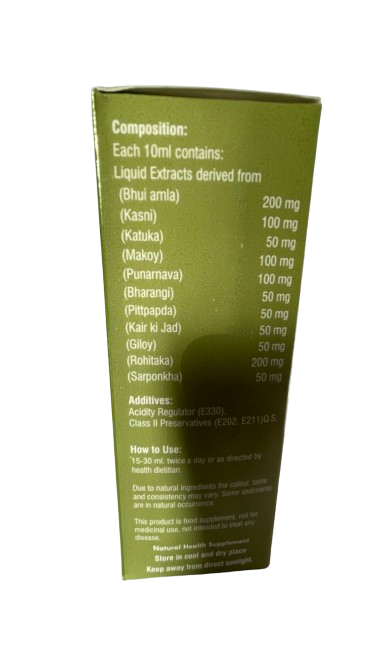 Composition:
Each 10ml contains:
Liquid Extracts derived from
(Bhui amla) 200 mg
(Kasni) 100 mg
(Katuka) 50 mg
(Makoy) 100 mg
(Punarnava) 100 mg
(Bharangi) 50 mg
(Pittpapda) 50 mg
(Kair ki Jad) 50 mg
(Giloy) 50 mg
(Rohitaka) 200 mg
(Sarponkha) 50 mg
Additives:
Acidity Regulator (E330),
Class II Preservatives (E202, E211)Q.S.
How to Use:
15-30 ml. twice a day or as directed by
health dietitian.
Due to natural ingredients the colour, taste
and consistency may vary. Some sediments
are in natural occurrence.
This product is food supplement, not for
medicinal use, not intended to treat any
disease.
Natural Health Supplement
Store in cool and dry place
Keep away from direct sunlight